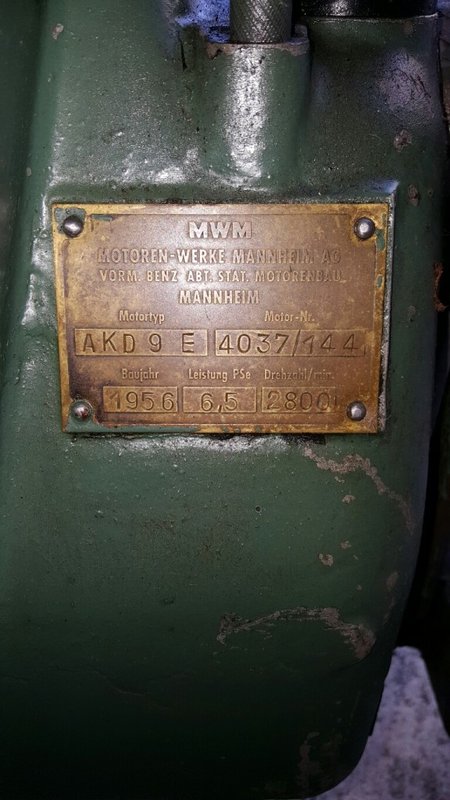 MWM
MOTOREN-WERKE MANNHEIM AG
VORM. BENZ ABT. STAT. MOTORENBAU
MANNHEIM
Motortyp Motor-Nr.
AKD 9 E 4037/144
Baujahr Leistung PSe Drehzahl/min.
1956 6,5 2800